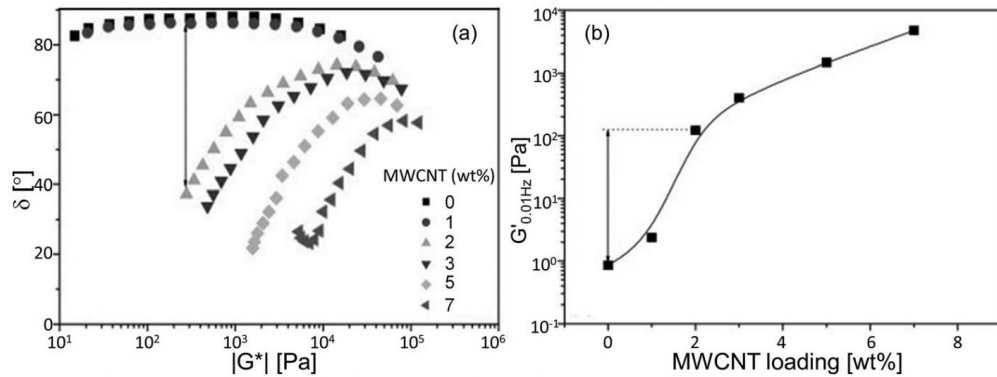 (a)
80
60
40
20
0
δ [°]
MWCNT (wt%)
0
1
2
3
5
7
10¹ 10² 10³ 10⁴ 10⁵ 10⁶
|G*| [Pa]
(b)
10⁴
10³
10²
10¹
10⁰
10⁻¹
G'0.01Hz [Pa]
0 2 4 6 8
MWCNT loading [wt%]